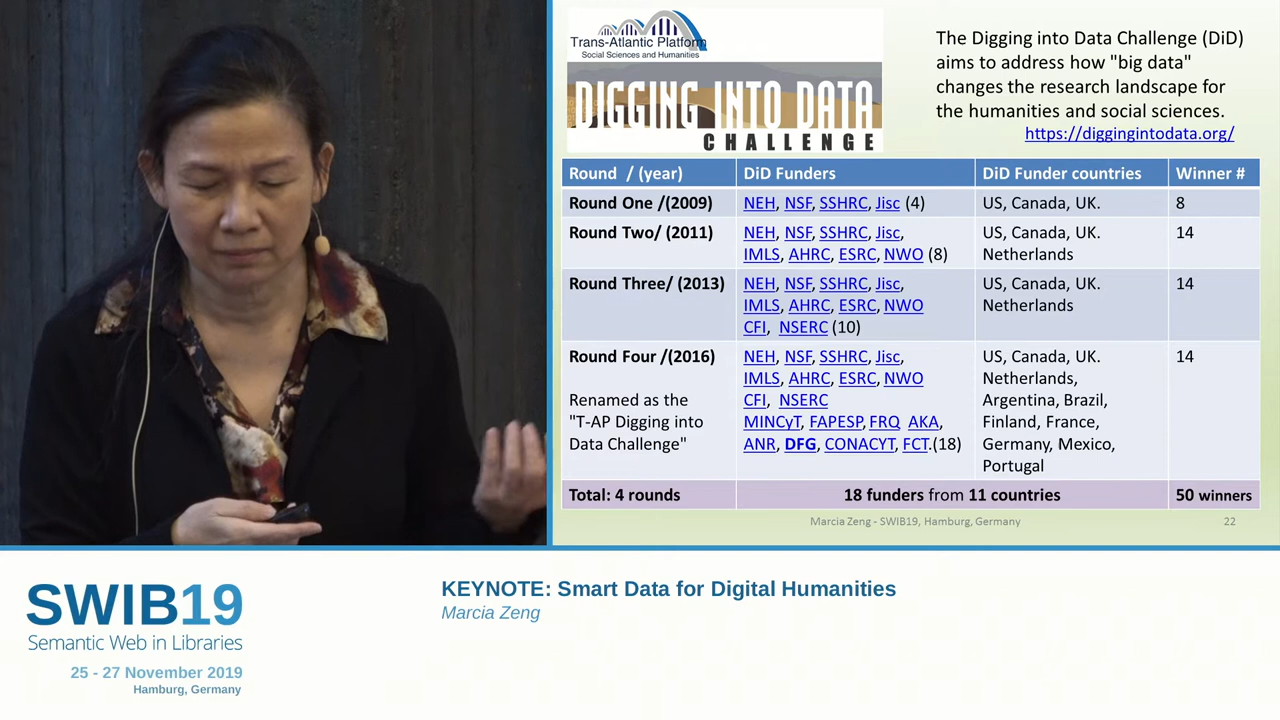 Trans-Atlantic Platform
Social Sciences and Humanities
DIGGING INTO DATA
CHALLENGE
The Digging into Data Challenge (DiD)
aims to address how "big data"
changes the research landscape for
the humanities and social sciences.
https://diggingintodata.org/
Round / (year) DiD Funders DiD Funder countries Winner #
Round One /(2009) NEH, NSF, SSHRC, Jisc (4) US, Canada, UK. 8
Round Two/ (2011) NEH, NSF, SSHRC, Jisc, US, Canada, UK. 14
IMLS, AHRC, ESRC, NWO (8) Netherlands
Round Three/ (2013) NEH, NSF, SSHRC, Jisc, US, Canada, UK. 14
IMLS, AHRC, ESRC, NWO Netherlands
CFI, NSERC (10)
Round Four /(2016) NEH, NSF, SSHRC, Jisc, US, Canada, UK. 14
IMLS, AHRC, ESRC, NWO Netherlands,
Renamed as the CFI, NSERC Argentina, Brazil,
"T-AP Digging into MINCyT, FAPESP, FRQ AKA, Finland, France,
Data Challenge" ANR, DFG, CONACYT, FCT.(18) Germany, Mexico,
Portugal
Total: 4 rounds 18 funders from 11 countries 50 winners
Marcia Zeng - SWIB19, Hamburg, Germany 22
SWIB19
Semantic Web in Libraries
25 - 27 November 2019
Hamburg, Germany
KEYNOTE: Smart Data for Digital Humanities
Marcia Zeng